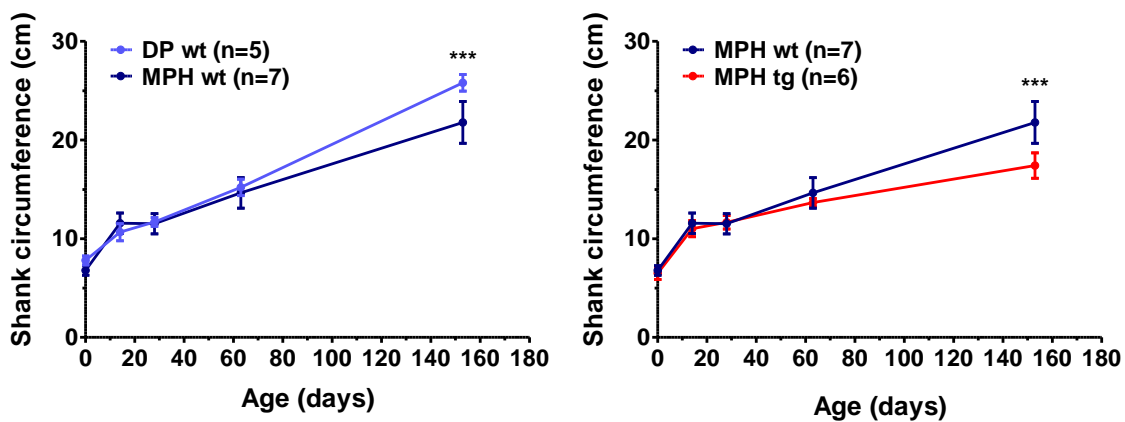 Shank circumference (cm)
30
20
10
0
DP wt (n=5)
MPH wt (n=7)
***
0 20 40 60 80 100 120 140 160 180
Age (days)
Shank circumference (cm)
30
20
10
0
MPH wt (n=7)
MPH tg (n=6)
***
0 20 40 60 80 100 120 140 160 180
Age (days)